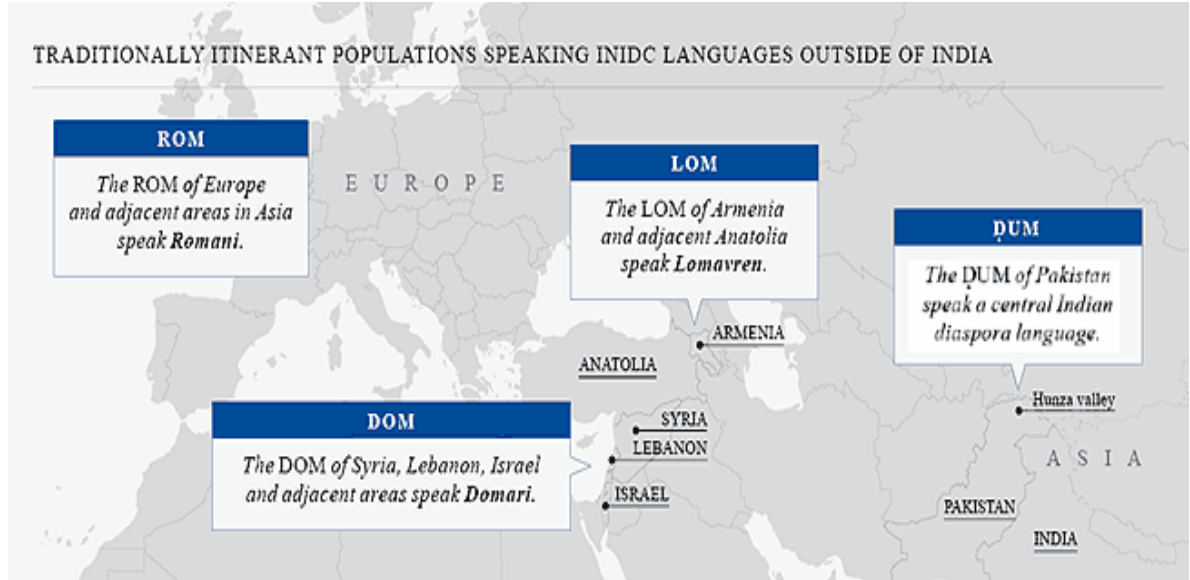 TRADITIONALLY ITINERANT POPULATIONS SPEAKING INIDC LANGUAGES OUTSIDE OF INDIA
ROM
The ROM of Europe
and adjacent areas in Asia
speak Romani.
EUROPE
LOM
The LOM of Armenia
and adjacent Anatolia
speak Lomavren.
ḌUM
The ḌUM of Pakistan
speak a central Indian
diaspora language.
ARMENIA
ANATOLIA
Hunza valley
DOM
The DOM of Syria, Lebanon, Israel
and adjacent areas speak Domari.
SYRIA
LEBANON
ISRAEL
ASIA
PAKISTAN
INDIA